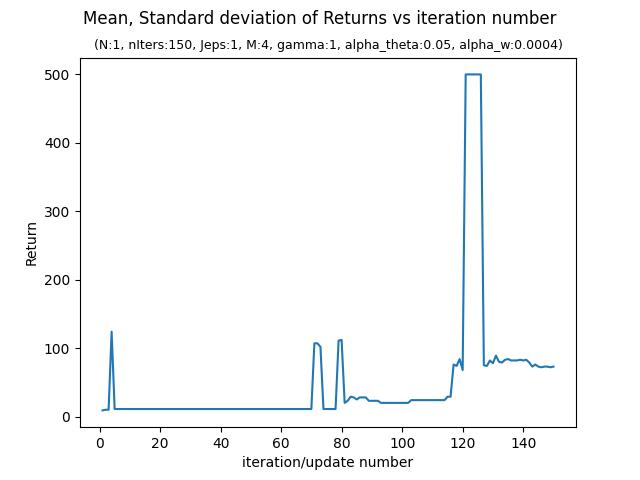 Mean, Standard deviation of Returns vs iteration number
(N:1, nIters:150, Jeps:1, M:4, gamma:1, alpha_theta:0.05, alpha_w:0.0004)
500
400
300
200
100
0
Return
0 20 40 60 80 100 120 140
iteration/update number